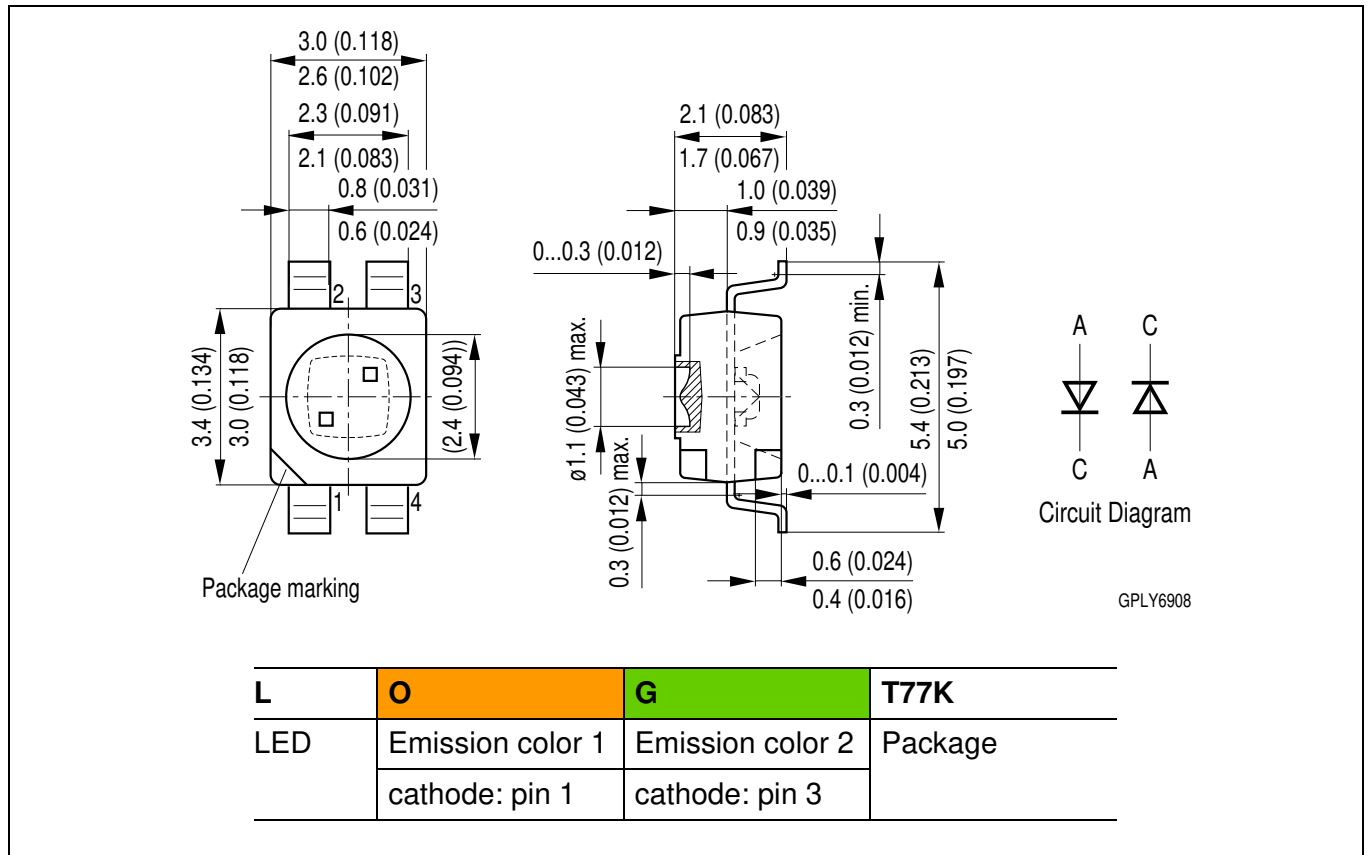 3.0 (0.118)
2.6 (0.102)
2.3 (0.091)
2.1 (0.083)
0.8 (0.031)
0.6 (0.024)
2
3
3.4 (0.134)
3.0 (0.118)
(2.4 (0.094))
1
4
Package marking
2.1 (0.083)
1.7 (0.067)
1.0 (0.039)
0.9 (0.035)
0...0.3 (0.012)
ø1.1 (0.043) max.
0.3 (0.012) max.
0.3 (0.012) min.
5.4 (0.213)
5.0 (0.197)
0...0.1 (0.004)
0.6 (0.024)
0.4 (0.016)
A C
C A
Circuit Diagram
GPLY6908
L O G T77K
LED Emission color 1 Emission color 2 Package
cathode: pin 1 cathode: pin 3